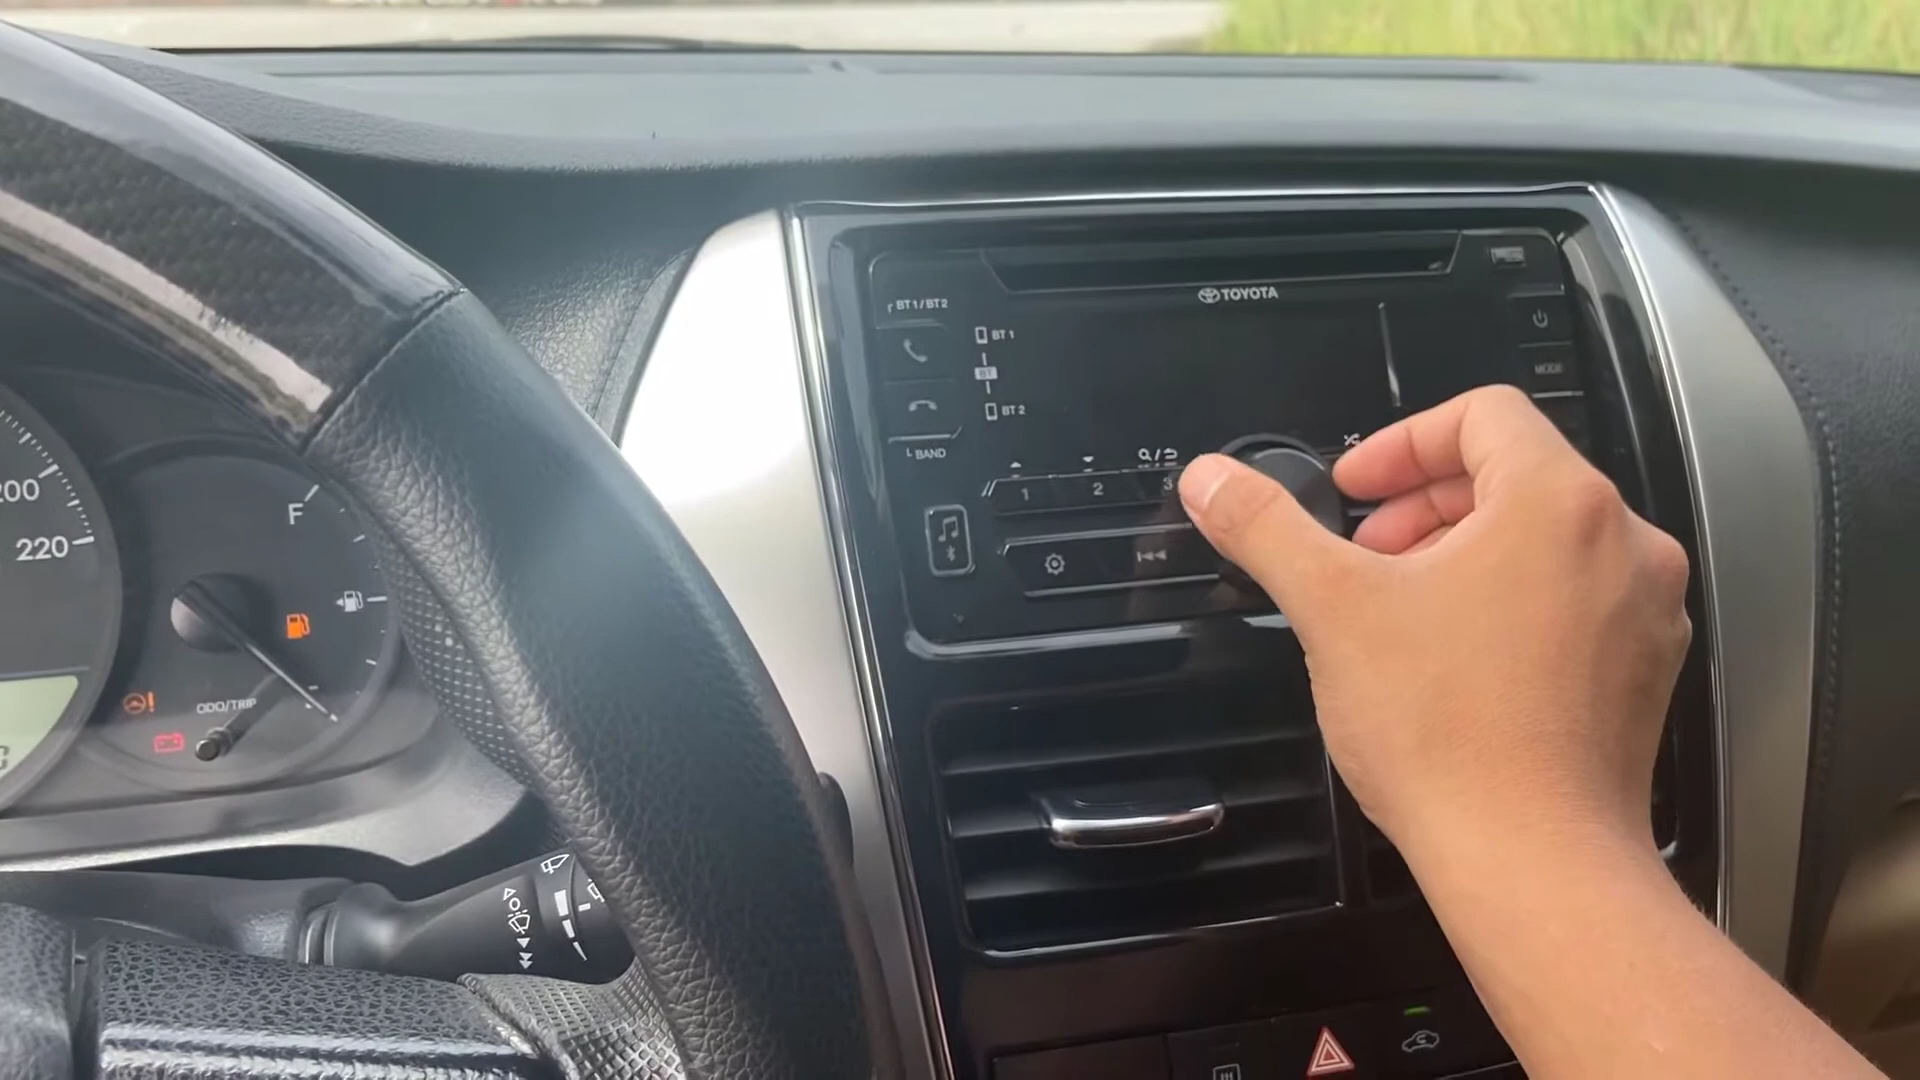 TOYOTA
BT1/BT2
BT 1
BT
BT 2
MODE
BAND
1 2 3
200
220
F
ODO/TRIP